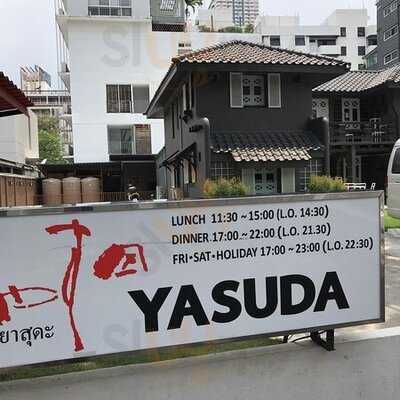 LUNCH 11:30 ~ 15:00 (L.O. 14:30)
DINNER 17:00 ~ 22:00 (L.O. 21.30)
FRI•SAT•HOLIDAY 17:00 ~ 23:00 (L.O. 22:30)
YASUDA
ยาสุดะ